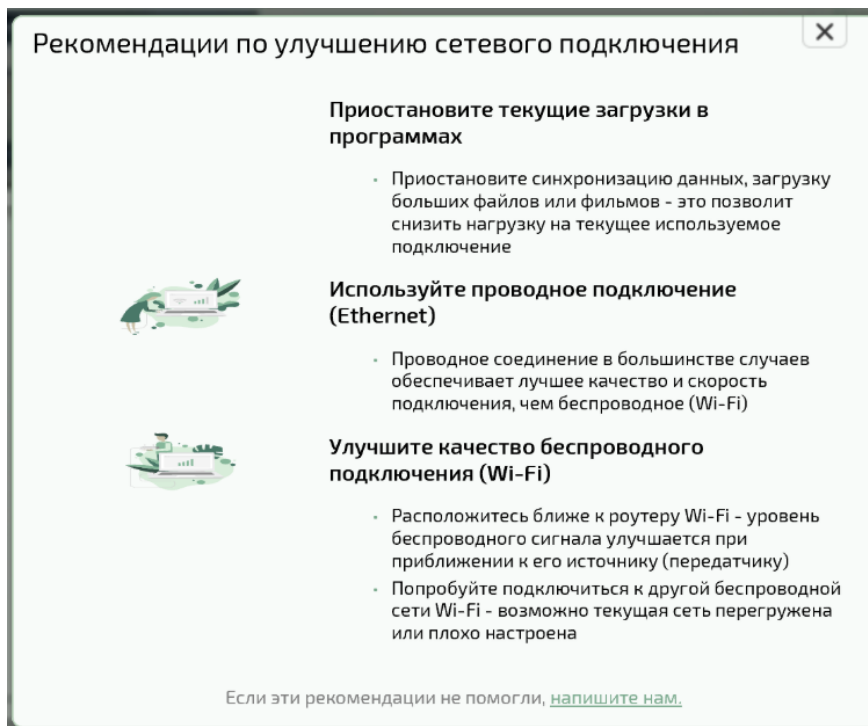 Рекомендации по улучшению сетевого подключения
Приостановите текущие загрузки в
программах
Приостановите синхронизацию данных, загрузку
больших файлов или фильмов - это позволит
снизить нагрузку на текущее используемое
подключение
Используйте проводное подключение
(Ethernet)
Проводное соединение в большинстве случаев
обеспечивает лучшее качество и скорость
подключения, чем беспроводное (Wi-Fi)
Улучшите качество беспроводного
подключения (Wi-Fi)
Расположитесь ближе к роутеру Wi-Fi - уровень
беспроводного сигнала улучшается при
приближении к его источнику (передатчику)
Попробуйте подключиться к другой беспроводной
сети Wi-Fi - возможно текущая сеть перегружена
или плохо настроена
Если эти рекомендации не помогли, напишите нам.